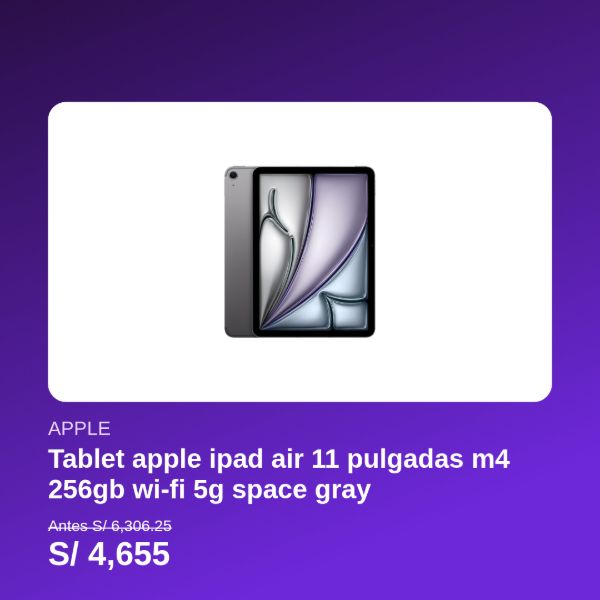 APPLE
Tablet apple ipad air 11 pulgadas m4
256gb wi-fi 5g space gray
Antes S/ 6,306.25
S/ 4,655